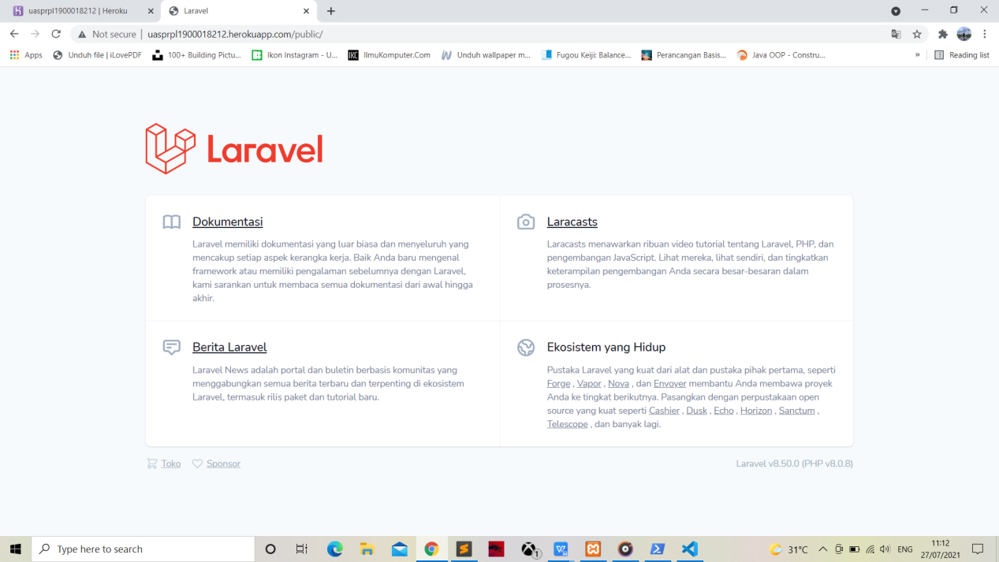 uasprpl1900018212 | Heroku
Laravel
Not secure
uasprpl1900018212.herokuapp.com/public/
Apps
Unduh file | iLovePDF
100+ Building Pictu...
Ikon Instagram - U...
IKC
IlmuKomputer.Com
Unduh wallpaper m...
Fugou Keiji: Balance...
Perancangan Basis...
Java OOP - Constru...
»
Reading list
Laravel
Dokumentasi
Laravel memiliki dokumentasi yang luar biasa dan menyeluruh yang
mencakup setiap aspek kerangka kerja. Baik Anda baru mengenal
framework atau memiliki pengalaman sebelumnya dengan Laravel,
kami sarankan untuk membaca semua dokumentasi dari awal hingga
akhir.
Laracasts
Laracasts menawarkan ribuan video tutorial tentang Laravel, PHP, dan
pengembangan JavaScript. Lihat mereka, lihat sendiri, dan tingkatkan
keterampilan pengembangan Anda secara besar-besaran dalam
prosesnya.
Berita Laravel
Laravel News adalah portal dan buletin berbasis komunitas yang
menggabungkan semua berita terbaru dan terpenting di ekosistem
Laravel, termasuk rilis paket dan tutorial baru.
Ekosistem yang Hidup
Pustaka Laravel yang kuat dari alat dan pustaka pihak pertama, seperti
Forge , Vapor , Nova , dan Envoyer membantu Anda membawa proyek
Anda ke tingkat berikutnya. Pasangkan dengan perpustakaan open
source yang kuat seperti Cashier , Dusk , Echo , Horizon , Sanctum ,
Telescope , dan banyak lagi.
Toko
Sponsor
Laravel v8.50.0 (PHP v8.0.8)
Type here to search
1
31°C
ENG
11:12
27/07/2021